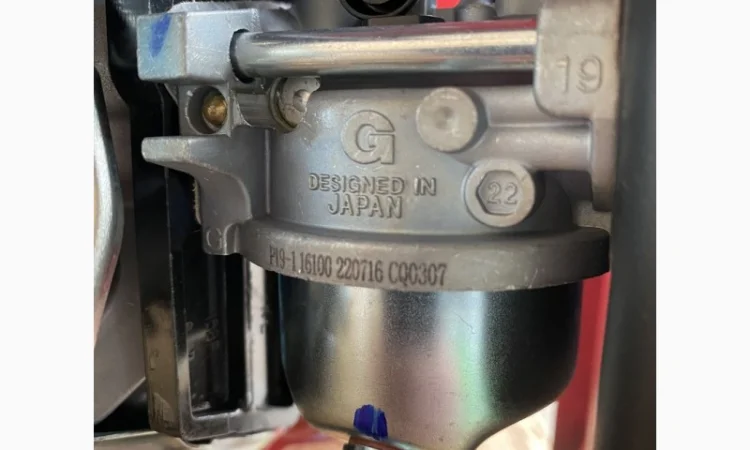 19
G
DESIGNED IN
JAPAN
22
G
P19-1 16100 220716 CQ0307